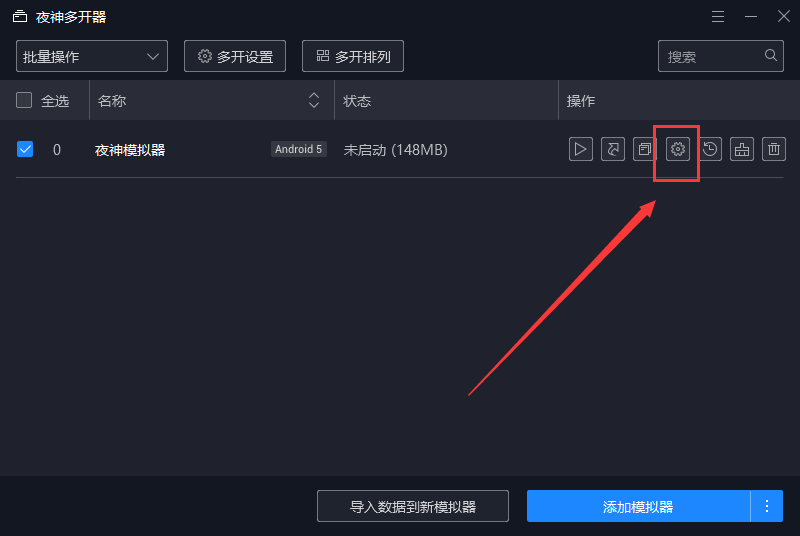 夜神多开器
批量操作 多开设置 多开排列 搜索
全选 名称 状态 操作
0 夜神模拟器 Android 5 未启动 (148MB)
导入数据到新模拟器 添加模拟器